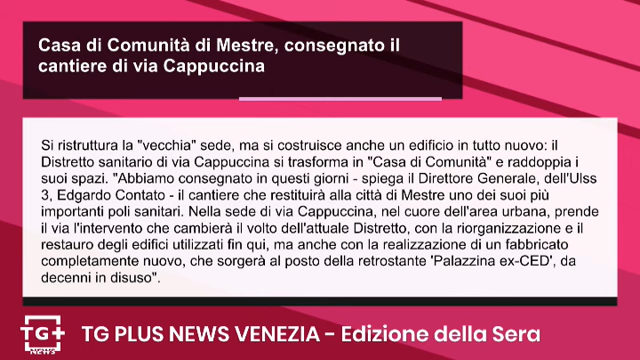 Casa di Comunità di Mestre, consegnato il
cantiere di via Cappuccina
Si ristruttura la "vecchia" sede, ma si costruisce anche un edificio in tutto nuovo: il
Distretto sanitario di via Cappuccina si trasforma in "Casa di Comunità" e raddoppia i
suoi spazi. "Abbiamo consegnato in questi giorni - spiega il Direttore Generale, dell'Ulss
3, Edgardo Contato - il cantiere che restituirà alla città di Mestre uno dei suoi più
importanti poli sanitari. Nella sede di via Cappuccina, nel cuore dell'area urbana, prende
il via l'intervento che cambierà il volto dell'attuale Distretto, con la riorganizzazione e il
restauro degli edifici utilizzati fin qui, ma anche con la realizzazione di un fabbricato
completamente nuovo, che sorgerà al posto della retrostante 'Palazzina ex-CED', da
decenni in disuso".
TG+
NEWS
TG PLUS NEWS VENEZIA - Edizione della Sera